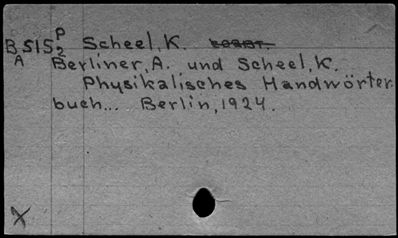 P
B 515 2 Scheel, K.
A Berliner, A. und Scheel, K.
Physikalisches Handwörter-
buch... Berlin, 1924.
X